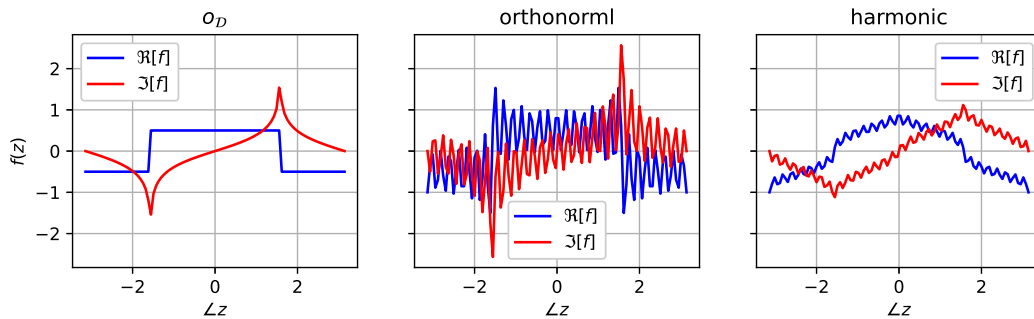 o_𝒟
orthonorml
harmonic
f(z)
2
1
0
−1
−2
ℜ[f]
ℑ[f]
ℜ[f]
ℑ[f]
ℜ[f]
ℑ[f]
−2 0 2
−2 0 2
−2 0 2
∠z
∠z
∠z